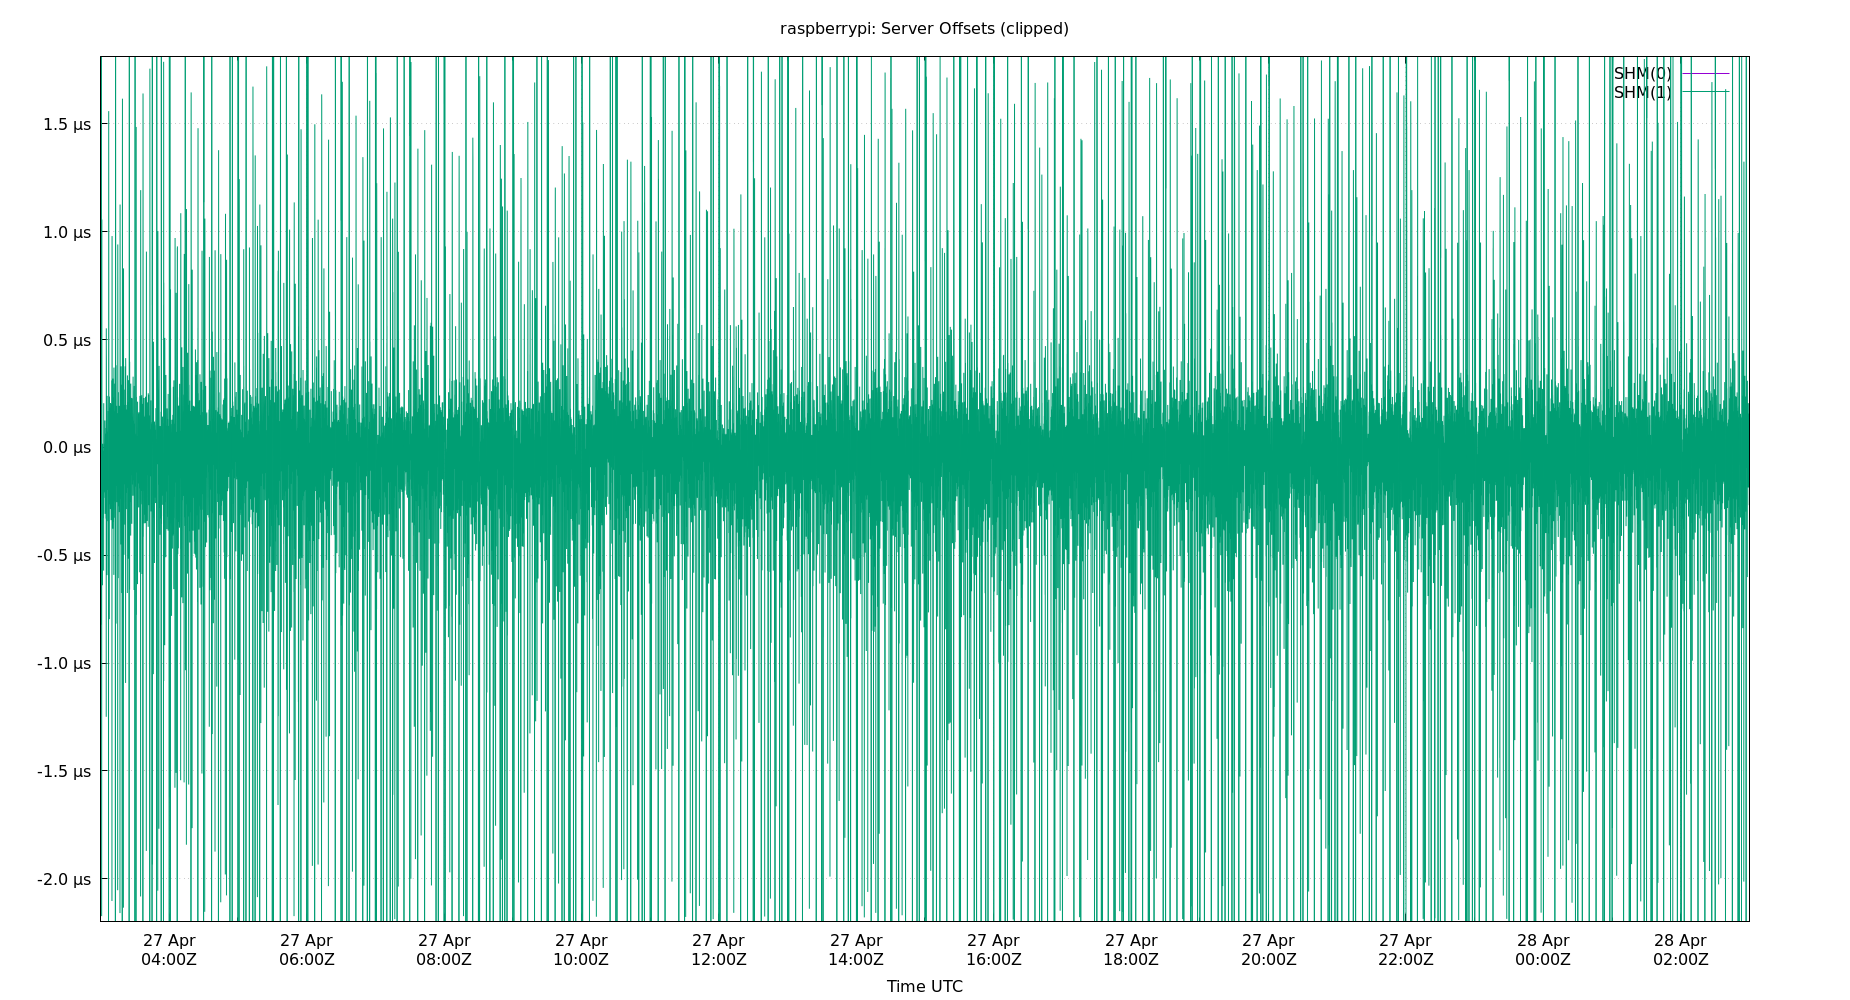 raspberrypi: Server Offsets (clipped)
SHM(0)
SHM(1)
1.5 µs
1.0 µs
0.5 µs
0.0 µs
-0.5 µs
-1.0 µs
-1.5 µs
-2.0 µs
27 Apr 27 Apr 27 Apr 27 Apr 27 Apr 27 Apr 27 Apr 27 Apr 27 Apr 27 Apr 28 Apr 28 Apr
04:00Z 06:00Z 08:00Z 10:00Z 12:00Z 14:00Z 16:00Z 18:00Z 20:00Z 22:00Z 00:00Z 02:00Z
Time UTC